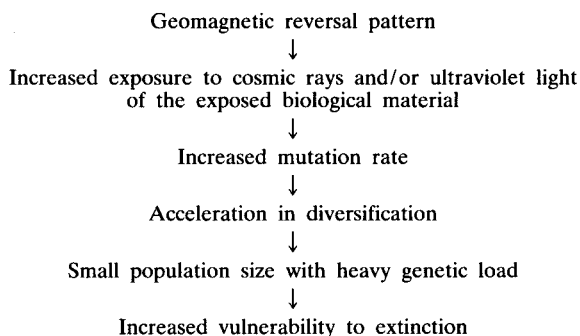 Geomagnetic reversal pattern
↓
Increased exposure to cosmic rays and/or ultraviolet light
of the exposed biological material
↓
Increased mutation rate
↓
Acceleration in diversification
↓
Small population size with heavy genetic load
↓
Increased vulnerability to extinction